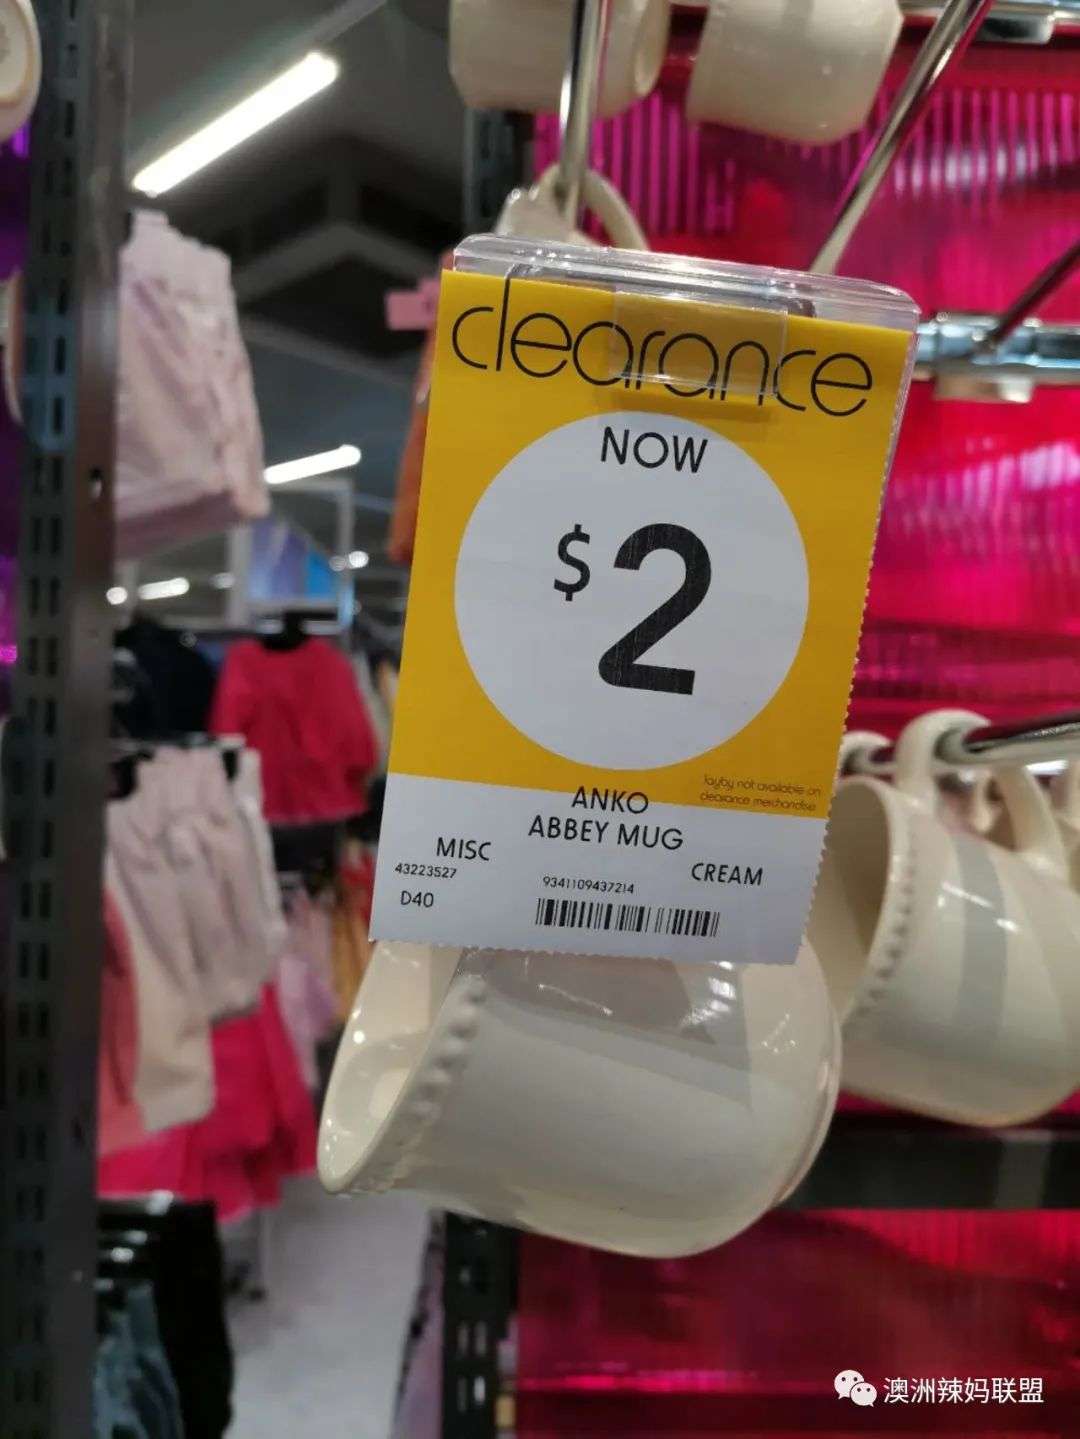 clearance
NOW
$2
layby not available on
clearance merchandise
ANKO
ABBEY MUG
MISC
CREAM
43223527
9341109437214
D40
澳洲辣妈联盟